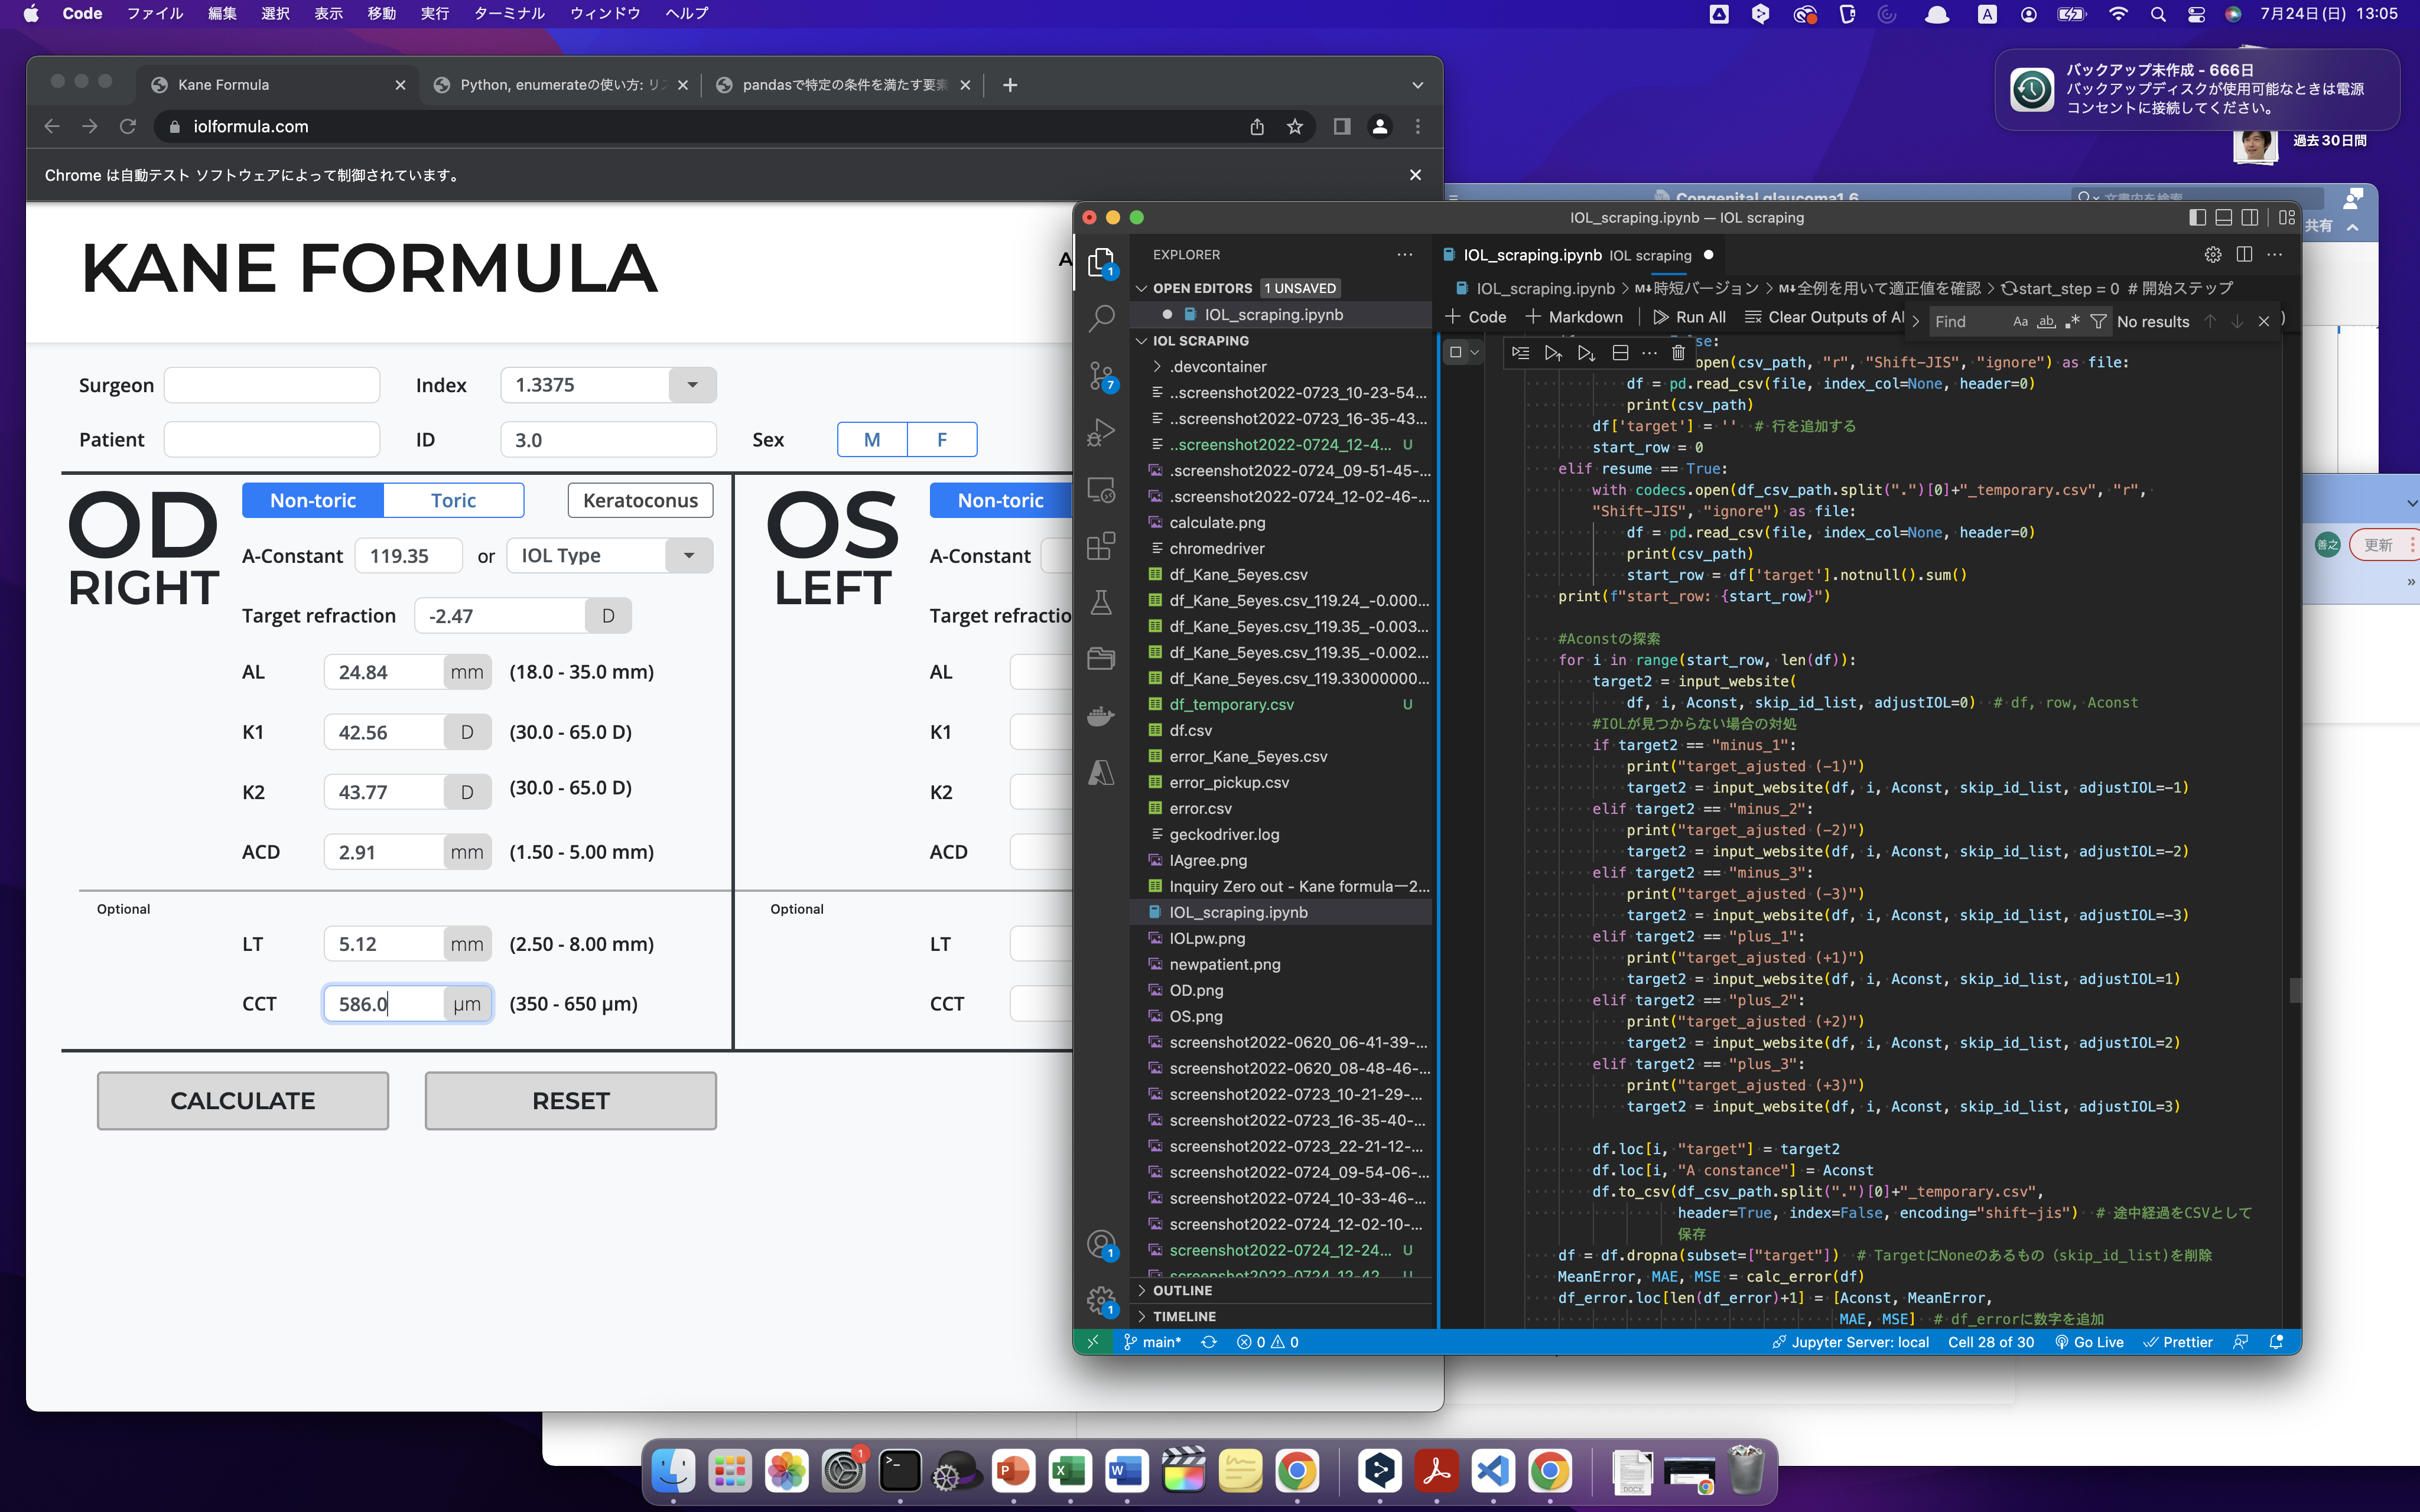 Code ファイル 編集 選択 表示 移動 実行 ターミナル ウィンドウ ヘルプ
A
7月24日(日) 13:05
バックアップ未作成 - 666日
バックアップディスクが使用可能なときは電源
コンセントに接続してください。
過去30日間
Kane Formula
Python, enumerateの使い方: リ
pandasで特定の条件を満たす要素
iolformula.com
Chrome は自動テスト ソフトウェアによって制御されています。
KANE FORMULA
A
Surgeon
Index 1.3375
Patient
ID 3.0
Sex M F
OD
RIGHT
Non-toric Toric Keratoconus
A-Constant 119.35 or IOL Type
Target refraction -2.47 D
AL 24.84 mm (18.0 - 35.0 mm)
K1 42.56 D (30.0 - 65.0 D)
K2 43.77 D (30.0 - 65.0 D)
ACD 2.91 mm (1.50 - 5.00 mm)
Optional
LT 5.12 mm (2.50 - 8.00 mm)
CCT 586.0 µm (350 - 650 µm)
CALCULATE RESET
OS
LEFT
Non-toric
A-Constant
Target refractio
AL
K1
K2
ACD
Optional
LT
CCT
Congenital glaucoma1.6
文書内を検索
共有
善之
更新
IOL_scraping.ipynb — IOL scraping
EXPLORER
OPEN EDITORS 1 UNSAVED
IOL_scraping.ipynb
IOL SCRAPING
.devcontainer
..screenshot2022-0723_10-23-54...
..screenshot2022-0723_16-35-43...
..screenshot2022-0724_12-4... U
.screenshot2022-0724_09-51-45-...
.screenshot2022-0724_12-02-46-...
calculate.png
chromedriver
df_Kane_5eyes.csv
df_Kane_5eyes.csv_119.24_-0.000...
df_Kane_5eyes.csv_119.35_-0.003...
df_Kane_5eyes.csv_119.35_-0.002...
df_Kane_5eyes.csv_119.33000000...
df_temporary.csv U
df.csv
error_Kane_5eyes.csv
error_pickup.csv
error.csv
geckodriver.log
IAgree.png
Inquiry Zero out - Kane formula一2...
IOL_scraping.ipynb
IOLpw.png
newpatient.png
OD.png
OS.png
screenshot2022-0620_06-41-39-...
screenshot2022-0620_08-48-46-...
screenshot2022-0723_10-21-29-...
screenshot2022-0723_16-35-40-...
screenshot2022-0723_22-21-12-...
screenshot2022-0724_09-54-06-...
screenshot2022-0724_10-33-46-...
screenshot2022-0724_12-02-10-...
screenshot2022-0724_12-24... U
screenshot2022-0724_12-42... U
OUTLINE
TIMELINE
IOL_scraping.ipynb IOL scraping
IOL_scraping.ipynb > M↓時短バージョン > M↓全例を用いて適正値を確認 > start_step = 0 # 開始ステップ
Code Markdown Run All Clear Outputs of Al
Find Aa ab No results
se:
open(csv_path, "r", "Shift-JIS", "ignore") as file:
df = pd.read_csv(file, index_col=None, header=0)
print(csv_path)
df['target'] = '' # 行を追加する
start_row = 0
elif resume == True:
with codecs.open(df_csv_path.split(".")[0]+"_temporary.csv", "r",
"Shift-JIS", "ignore") as file:
df = pd.read_csv(file, index_col=None, header=0)
print(csv_path)
start_row = df['target'].notnull().sum()
print(f"start_row: {start_row}")
#Aconstの探索
for i in range(start_row, len(df)):
target2 = input_website(
df, i, Aconst, skip_id_list, adjustIOL=0) # df, row, Aconst
#IOLが見つからない場合の対処
if target2 == "minus_1":
print("target_ajusted (-1)")
target2 = input_website(df, i, Aconst, skip_id_list, adjustIOL=-1)
elif target2 == "minus_2":
print("target_ajusted (-2)")
target2 = input_website(df, i, Aconst, skip_id_list, adjustIOL=-2)
elif target2 == "minus_3":
print("target_ajusted (-3)")
target2 = input_website(df, i, Aconst, skip_id_list, adjustIOL=-3)
elif target2 == "plus_1":
print("target_ajusted (+1)")
target2 = input_website(df, i, Aconst, skip_id_list, adjustIOL=1)
elif target2 == "plus_2":
print("target_ajusted (+2)")
target2 = input_website(df, i, Aconst, skip_id_list, adjustIOL=2)
elif target2 == "plus_3":
print("target_ajusted (+3)")
target2 = input_website(df, i, Aconst, skip_id_list, adjustIOL=3)
df.loc[i, "target"] = target2
df.loc[i, "A constance"] = Aconst
df.to_csv(df_csv_path.split(".")[0]+"_temporary.csv",
header=True, index=False, encoding="shift-jis") # 途中経過をCSVとして
保存
df = df.dropna(subset=["target"]) # TargetにNoneのあるもの（skip_id_list)を削除
MeanError, MAE, MSE = calc_error(df)
df_error.loc[len(df_error)+1] = [Aconst, MeanError,
MAE, MSE] # df_errorに数字を追加
main* 0 0 Jupyter Server: local Cell 28 of 30 Go Live Prettier
1
7
1
1
1
DOCX